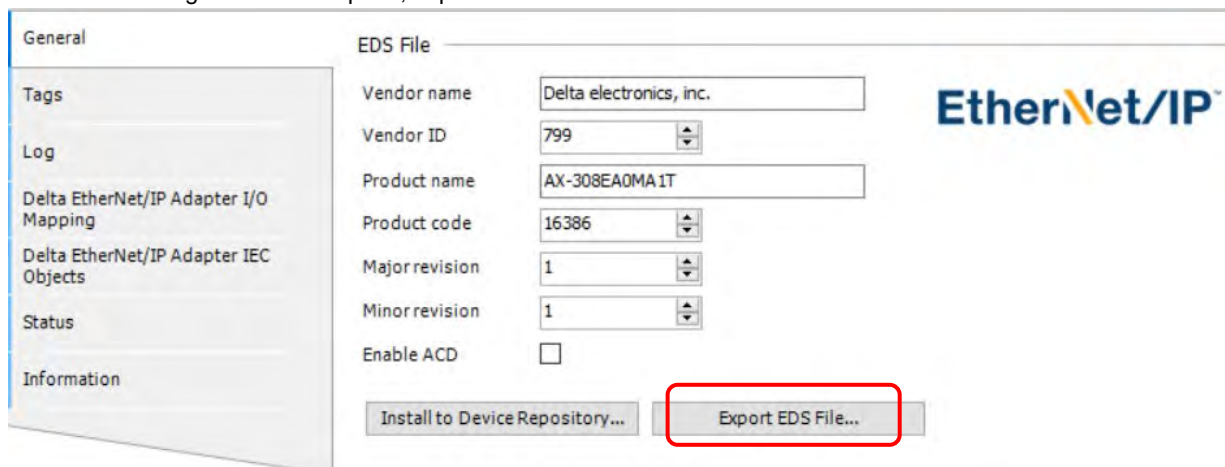 General
Tags
Log
Delta EtherNet/IP Adapter I/O
Mapping
Delta EtherNet/IP Adapter IEC
Objects
Status
Information
EDS File
Vendor name Delta electronics, inc.
Vendor ID 799
Product name AX-308EA0MA1T
Product code 16386
Major revision 1
Minor revision 1
Enable ACD
Install to Device Repository... Export EDS File...
EtherNet/IP